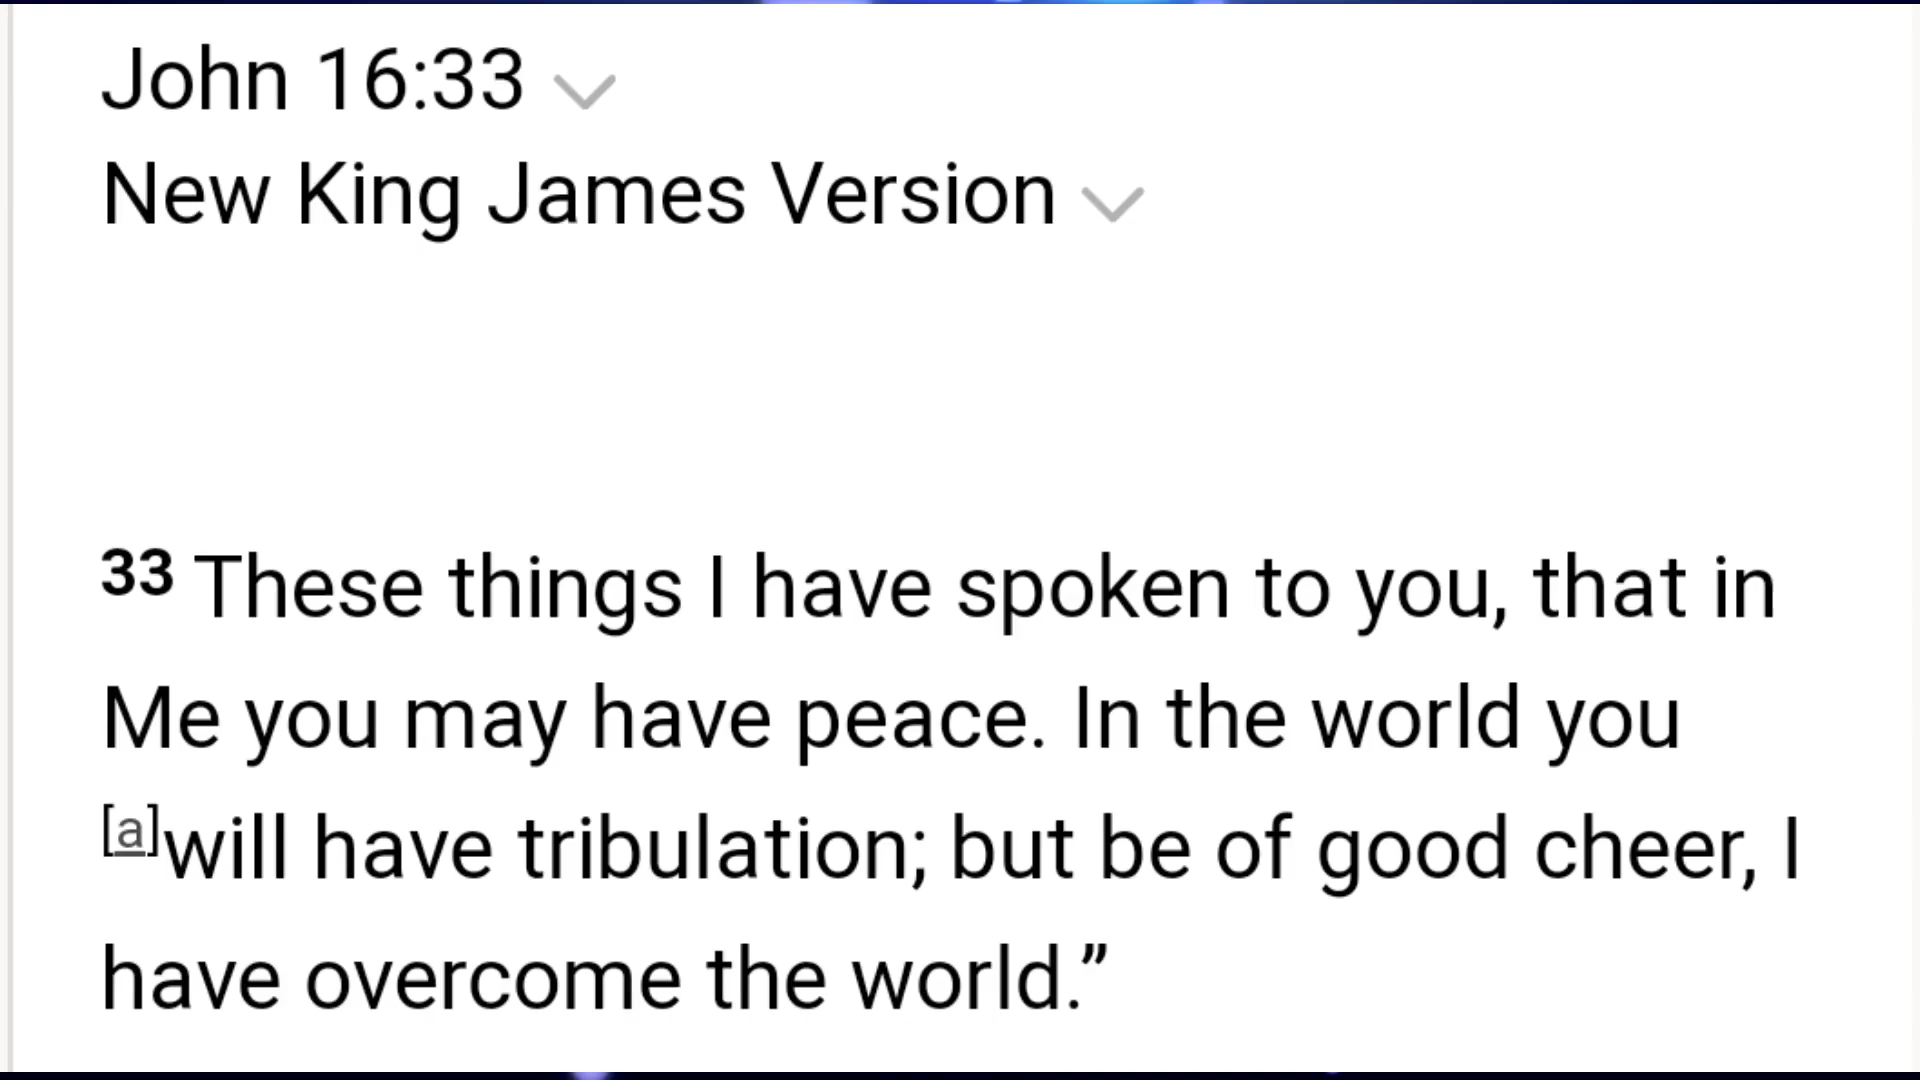 John 16:33
New King James Version
33 These things I have spoken to you, that in
Me you may have peace. In the world you
[a]will have tribulation; but be of good cheer, I
have overcome the world.”